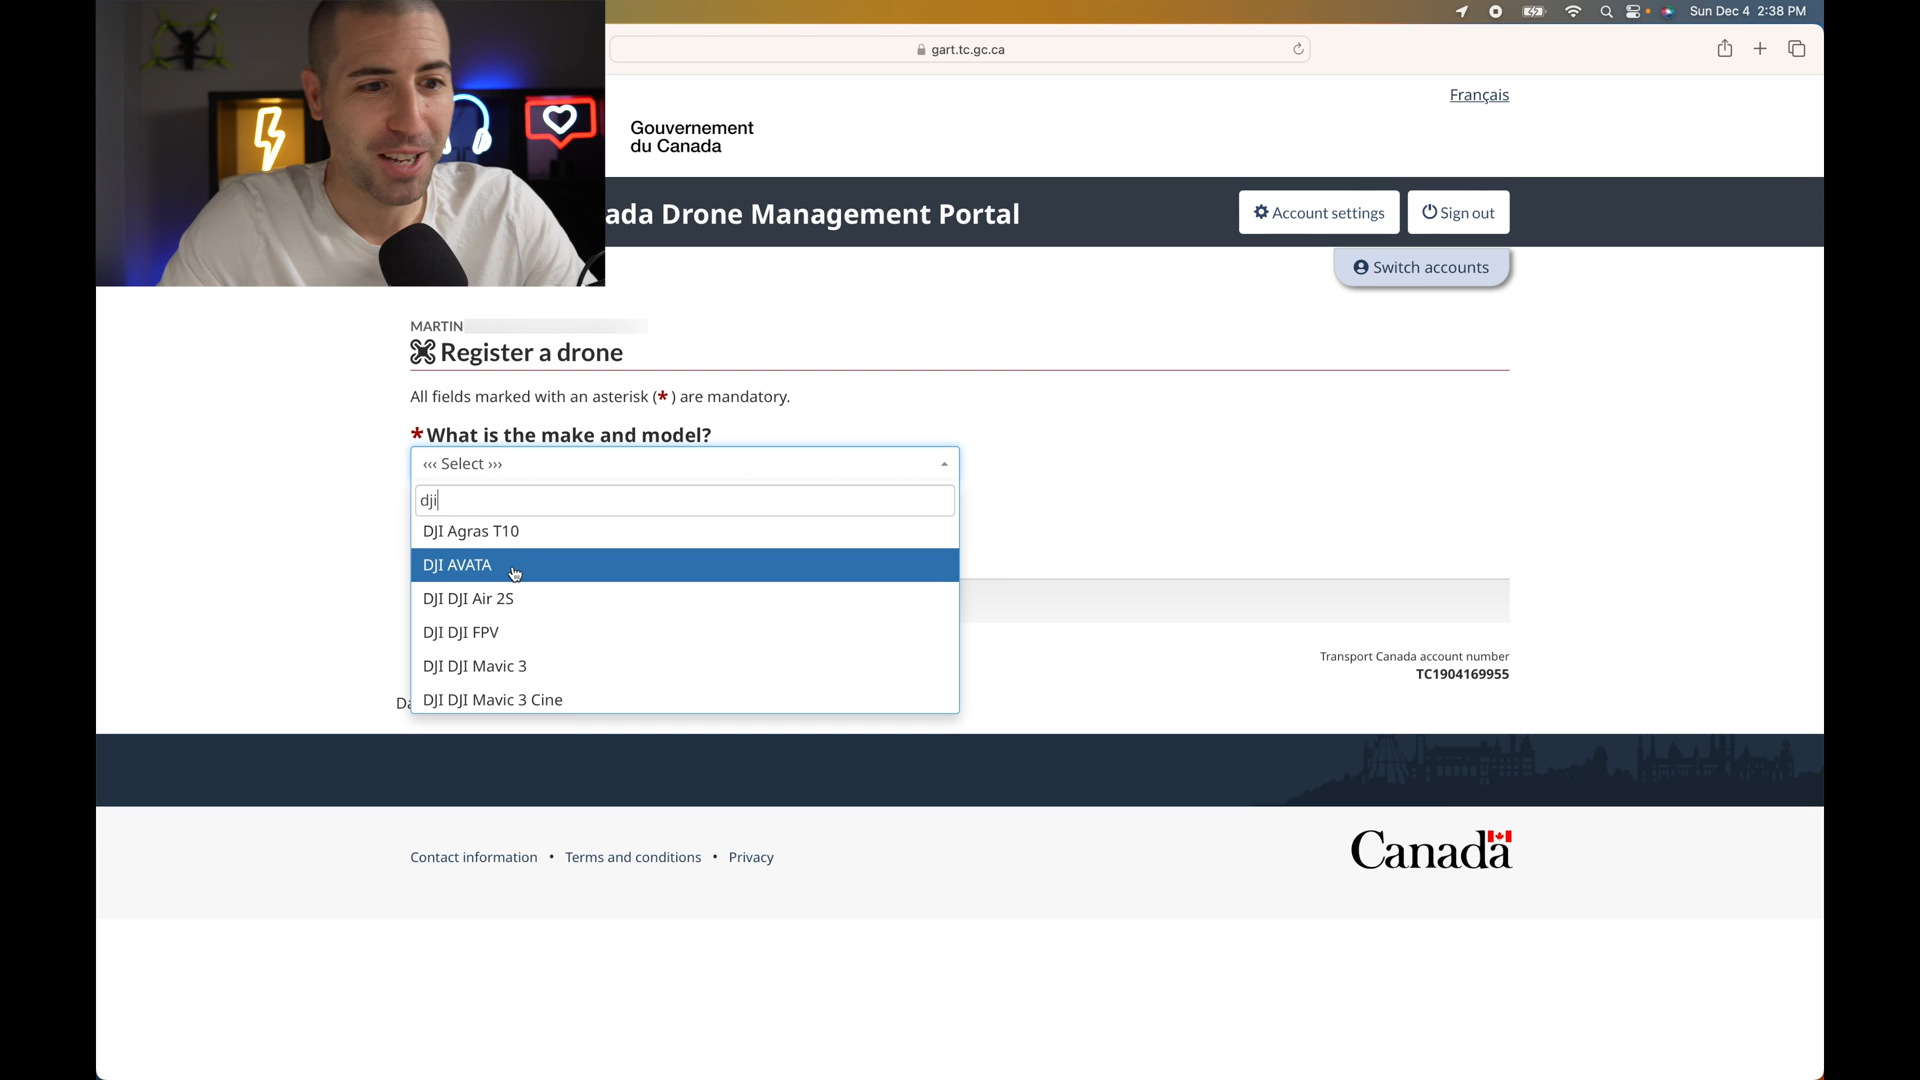 Sun Dec 4 2:38 PM
gart.tc.gc.ca
Français
Gouvernement
du Canada
ada Drone Management Portal
Account settings
Sign out
Switch accounts
MARTIN
Register a drone
All fields marked with an asterisk (*) are mandatory.
*What is the make and model?
‹‹‹ Select ›››
dji
DJI Agras T10
DJI AVATA
DJI DJI Air 2S
DJI DJI FPV
DJI DJI Mavic 3
DJI DJI Mavic 3 Cine
Transport Canada account number
TC1904169955
Da
Contact information • Terms and conditions • Privacy
Canada